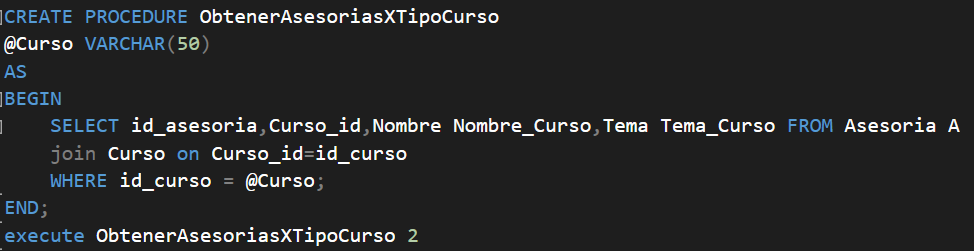 CREATE PROCEDURE ObtenerAsesoriasXTipoCurso
@Curso VARCHAR(50)
AS
BEGIN
    SELECT id_asesoria,Curso_id,Nombre Nombre_Curso,Tema Tema_Curso FROM Asesoria A
    join Curso on Curso_id=id_curso
    WHERE id_curso = @Curso;
END;
execute ObtenerAsesoriasXTipoCurso 2